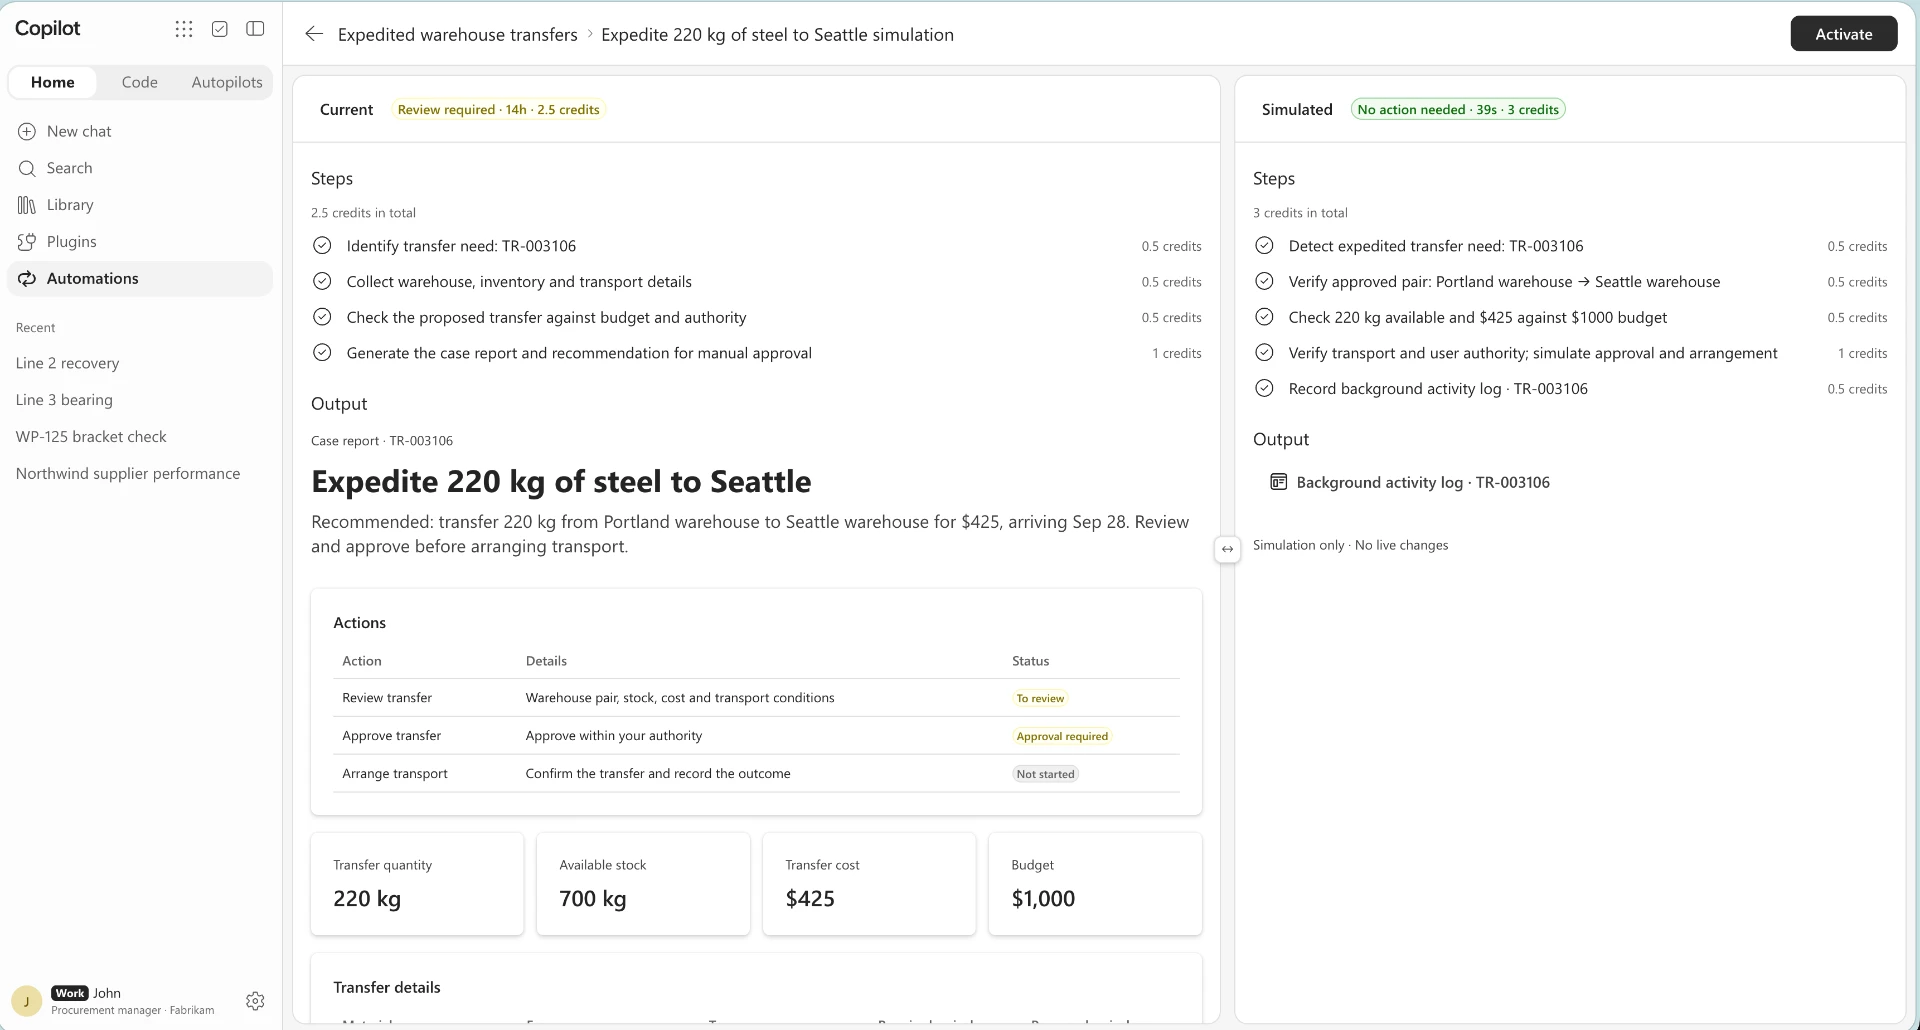 Copilot
Home
Code
Autopilots
New chat
Search
Library
Plugins
Automations
Recent
Line 2 recovery
Line 3 bearing
WP-125 bracket check
Northwind supplier performance
J
Work John
Procurement manager · Fabrikam
Expedited warehouse transfers › Expedite 220 kg of steel to Seattle simulation
Activate
Current
Review required · 14h · 2.5 credits
Steps
2.5 credits in total
Identify transfer need: TR-003106 0.5 credits
Collect warehouse, inventory and transport details 0.5 credits
Check the proposed transfer against budget and authority 0.5 credits
Generate the case report and recommendation for manual approval 1 credits
Output
Case report · TR-003106
Expedite 220 kg of steel to Seattle
Recommended: transfer 220 kg from Portland warehouse to Seattle warehouse for $425, arriving Sep 28. Review
and approve before arranging transport.
Actions
Action Details Status
Review transfer Warehouse pair, stock, cost and transport conditions To review
Approve transfer Approve within your authority Approval required
Arrange transport Confirm the transfer and record the outcome Not started
Transfer quantity
220 kg
Available stock
700 kg
Transfer cost
$425
Budget
$1,000
Transfer details
Simulated
No action needed · 39s · 3 credits
Steps
3 credits in total
Detect expedited transfer need: TR-003106 0.5 credits
Verify approved pair: Portland warehouse → Seattle warehouse 0.5 credits
Check 220 kg available and $425 against $1000 budget 0.5 credits
Verify transport and user authority; simulate approval and arrangement 1 credits
Record background activity log · TR-003106 0.5 credits
Output
Background activity log · TR-003106
Simulation only · No live changes